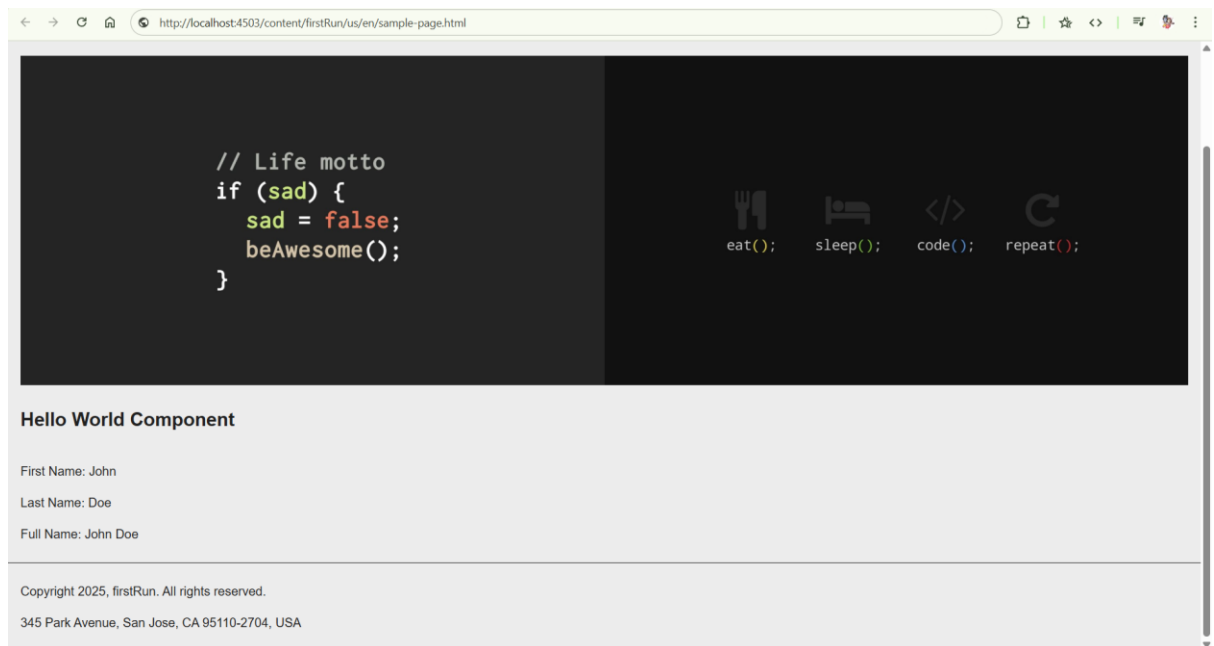 http://localhost:4503/content/firstRun/us/en/sample-page.html
// Life motto
if (sad) {
sad = false;
beAwesome();
}
eat(); sleep(); code(); repeat();
Hello World Component
First Name: John
Last Name: Doe
Full Name: John Doe
Copyright 2025, firstRun. All rights reserved.
345 Park Avenue, San Jose, CA 95110-2704, USA